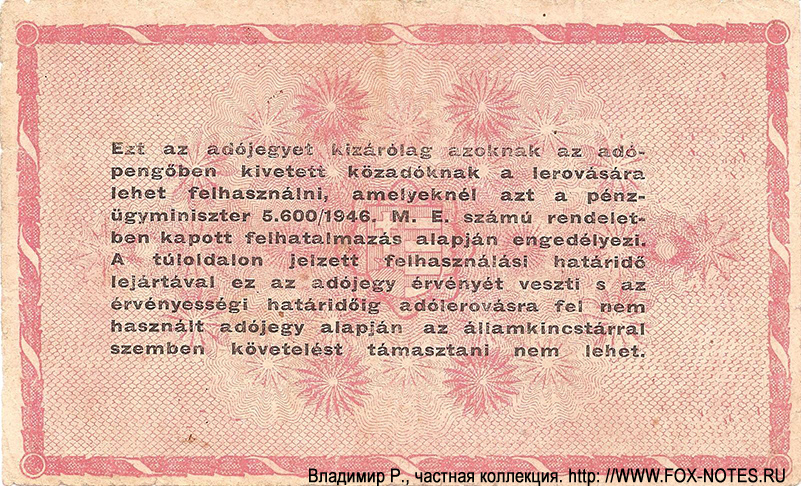 Ezt az adójegyet kizárólag azoknak az adó-
pengőben kivetett közadóknak a lerovására
lehet felhasználni, amelyeknél azt a pénz-
ügyminiszter 5.600/1946. M. E. számú rendelet-
ben kapott felhatalmazás alapján engedélyezi.
A túloldalon jelzett felhasználási határidő
lejártával ez az adójegy érvényét veszti s az
érvényességi határidőig adólerovásra fel nem
használt adójegy alapján az államkincstárral
szemben követelést támasztani nem lehet.
Владимир Р., частная коллекция. http: //WWW.FOX-NOTES.RU